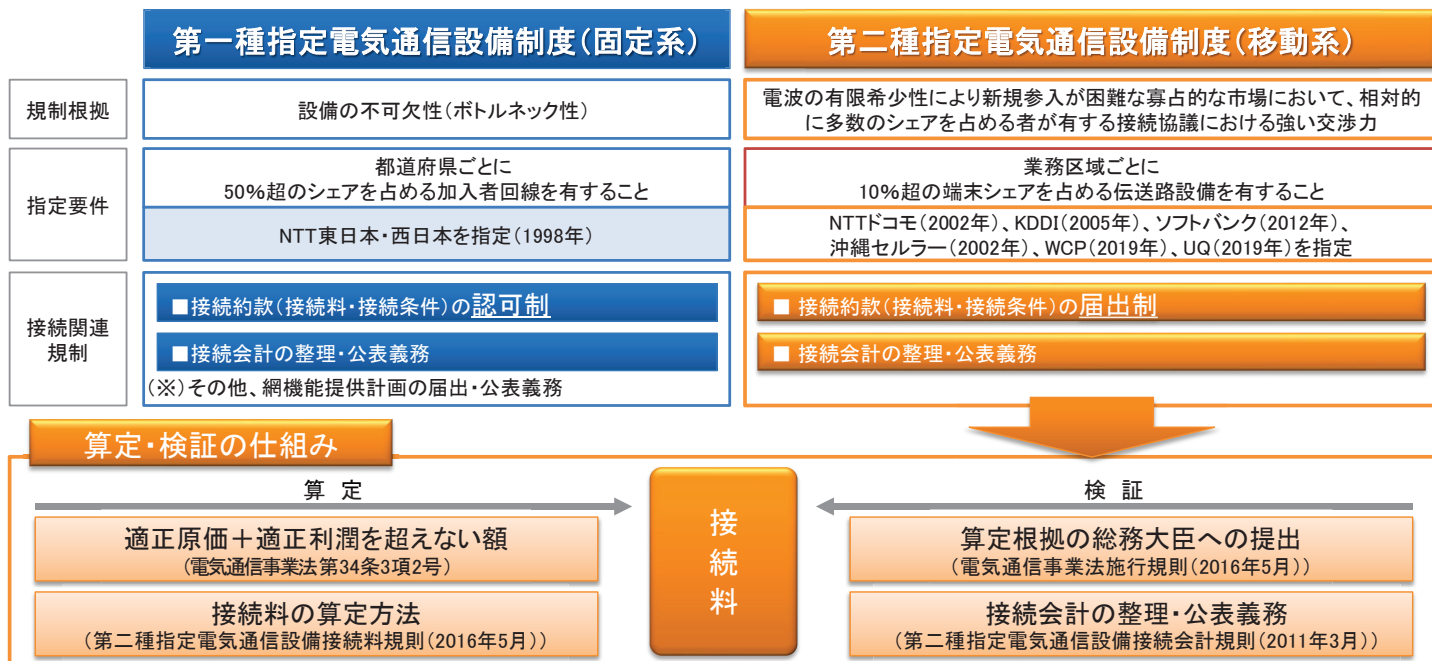 第一種指定電気通信設備制度(固定系)
第二種指定電気通信設備制度(移動系)
規制根拠
設備の不可欠性(ボトルネック性)
電波の有限希少性により新規参入が困難な寡占的な市場において、相対的
に多数のシェアを占める者が有する接続協議における強い交渉力
指定要件
都道府県ごとに
50%超のシェアを占める加入者回線を有すること
業務区域ごとに
10%超の端末シェアを占める伝送路設備を有すること
NTT東日本・西日本を指定(1998年)
NTTドコモ(2002年)、KDDI(2005年)、ソフトバンク(2012年)、
沖縄セルラー(2002年)、WCP(2019年)、UQ(2019年)を指定
接続関連
規制
■接続約款(接続料・接続条件)の認可制
■接続会計の整理・公表義務
(※)その他、網機能提供計画の届出・公表義務
■ 接続約款(接続料・接続条件)の届出制
■ 接続会計の整理・公表義務
算定・検証の仕組み
算 定
適正原価+適正利潤を超えない額
(電気通信事業法第34条3項2号)
接続料の算定方法
(第二種指定電気通信設備接続料規則(2016年5月))
接続料
検 証
算定根拠の総務大臣への提出
(電気通信事業法施行規則(2016年5月))
接続会計の整理・公表義務
(第二種指定電気通信設備接続会計規則(2011年3月))